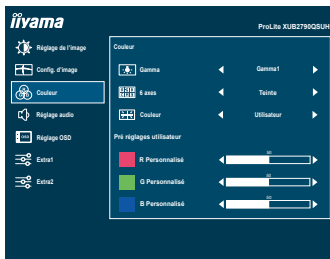 iiyama
ProLite XUB2790QSUH
Réglage de l'image
Config. d'image
Couleur
Réglage audio
OSD
Réglage OSD
Extra1
Extra2
Couleur
Gamma
Gamma1
6 axes
Teinte
Couleur
Utilisateur
Pré réglages utilisateur
R Personnalisé
50
G Personnalisé
50
B Personnalisé
50